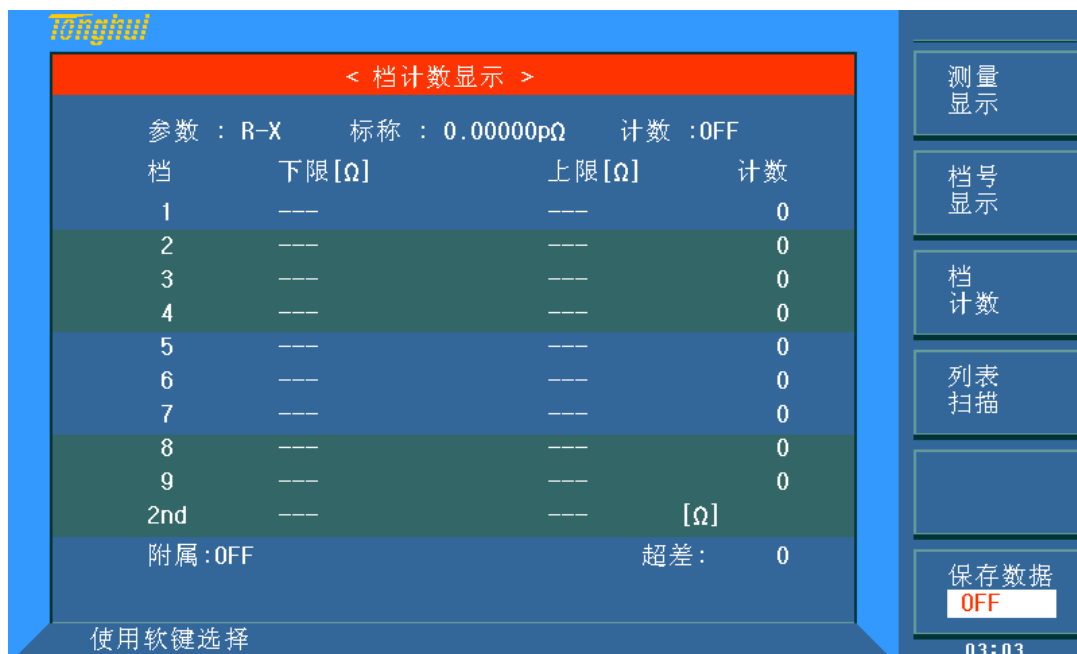 Tonghui
< 档计数显示 >
参数 : R-X 标称 : 0.00000pΩ 计数 :OFF
档 下限[Ω] 上限[Ω] 计数
1 --- --- 0
2 --- --- 0
3 --- --- 0
4 --- --- 0
5 --- --- 0
6 --- --- 0
7 --- --- 0
8 --- --- 0
9 --- --- 0
2nd --- --- [Ω]
附属:OFF 超差: 0
使用软键选择
测量
显示
档号
显示
档
计数
列表
扫描
保存数据
OFF
03:03